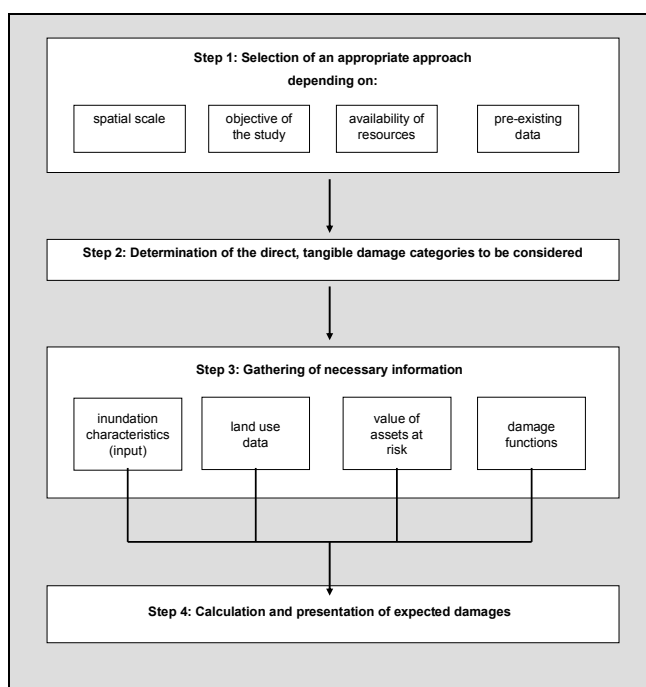 Step 1: Selection of an appropriate approach
depending on:
spatial scale
objective of
the study
availability of
resources
pre-existing
data
Step 2: Determination of the direct, tangible damage categories to be considered
Step 3: Gathering of necessary information
inundation
characteristics
(input)
land use
data
value of
assets at
risk
damage
functions
Step 4: Calculation and presentation of expected damages